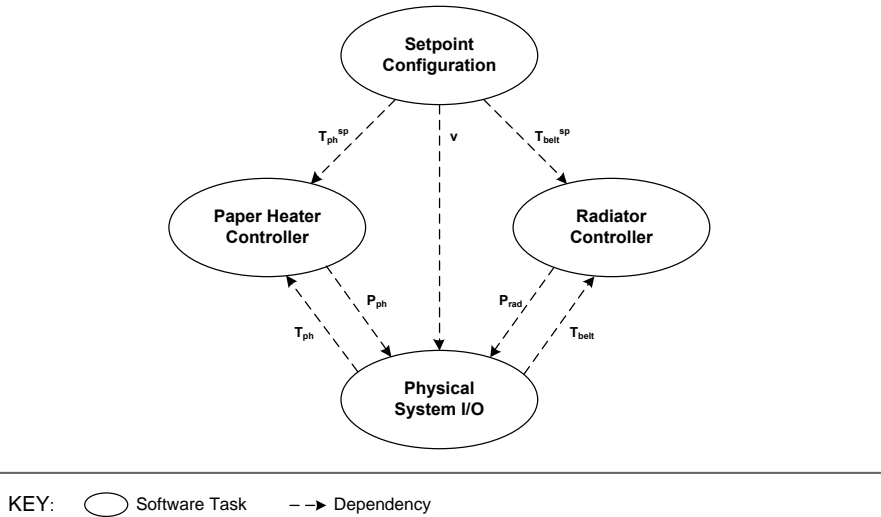 Setpoint
Configuration
T_ph^sp
v
T_belt^sp
Paper Heater
Controller
Radiator
Controller
P_ph
P_rad
T_ph
T_belt
Physical
System I/O
KEY:
Software Task
Dependency